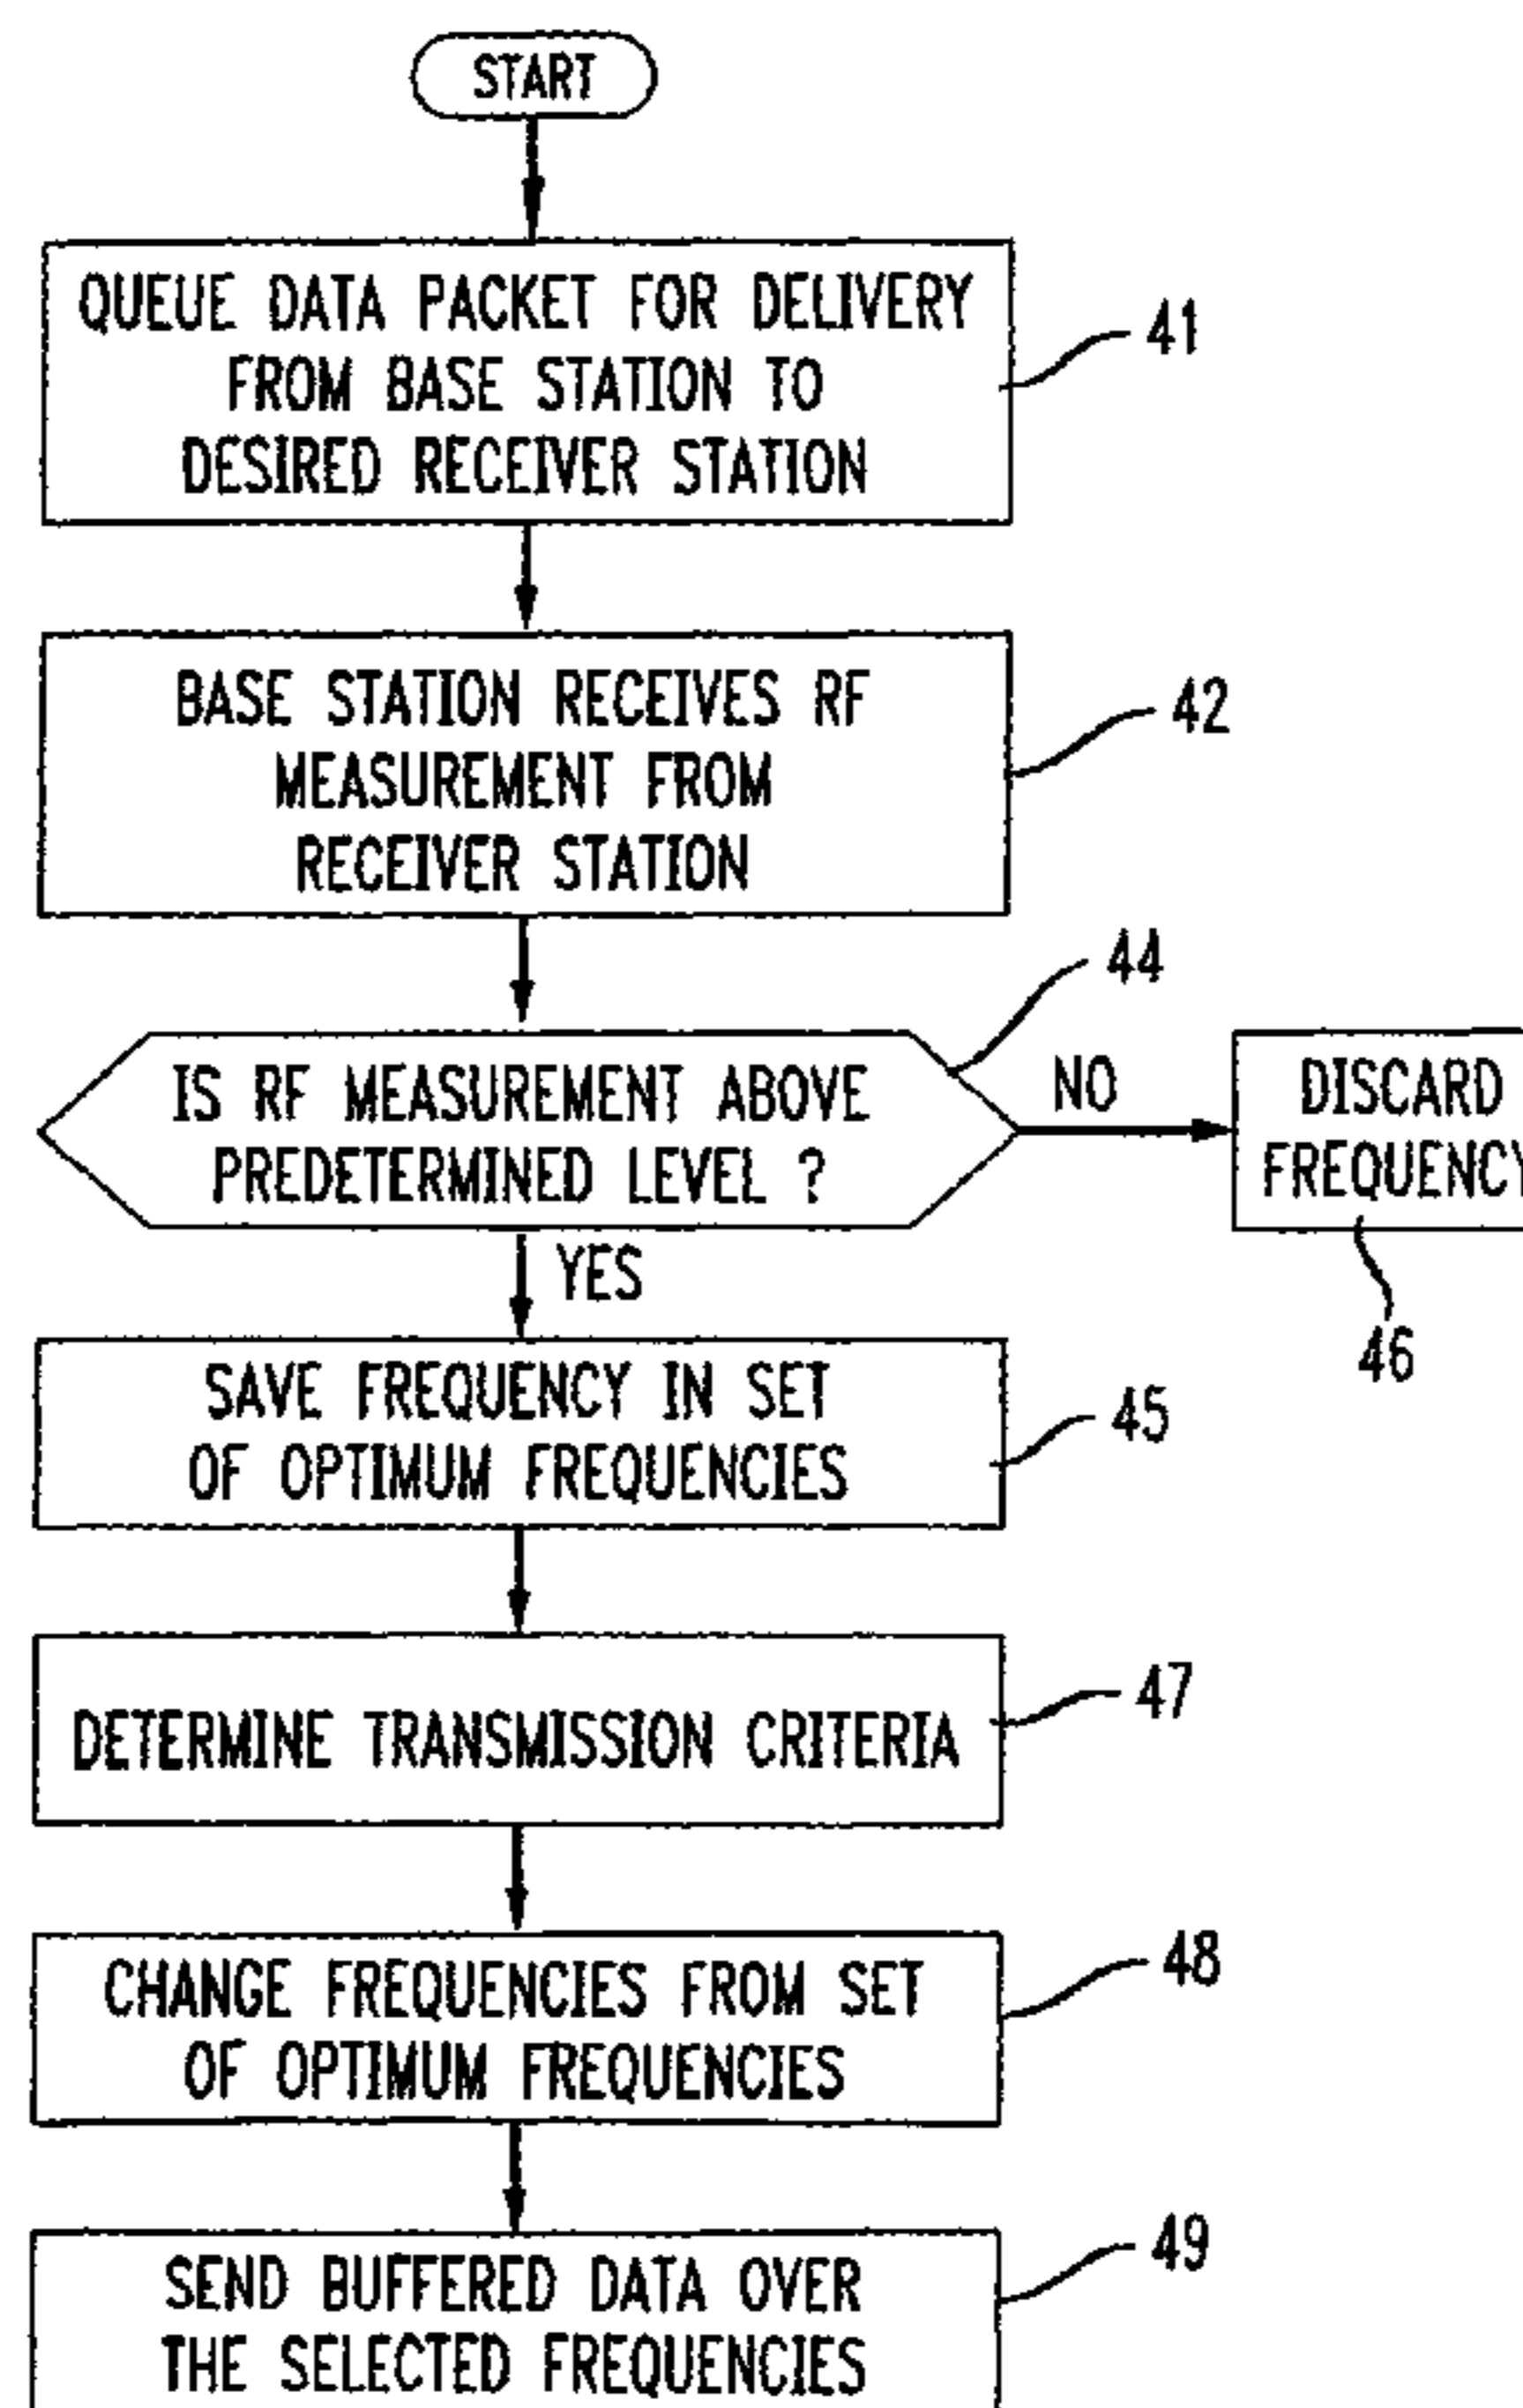 START
QUEUE DATA PACKET FOR DELIVERY
FROM BASE STATION TO
DESIRED RECEIVER STATION
41
BASE STATION RECEIVES RF
MEASUREMENT FROM
RECEIVER STATION
42
44
IS RF MEASUREMENT ABOVE
PREDETERMINED LEVEL ?
NO
DISCARD
FREQUENCY
46
YES
SAVE FREQUENCY IN SET
OF OPTIMUM FREQUENCIES
45
DETERMINE TRANSMISSION CRITERIA
47
CHANGE FREQUENCIES FROM SET
OF OPTIMUM FREQUENCIES
48
SEND BUFFERED DATA OVER
THE SELECTED FREQUENCIES
49